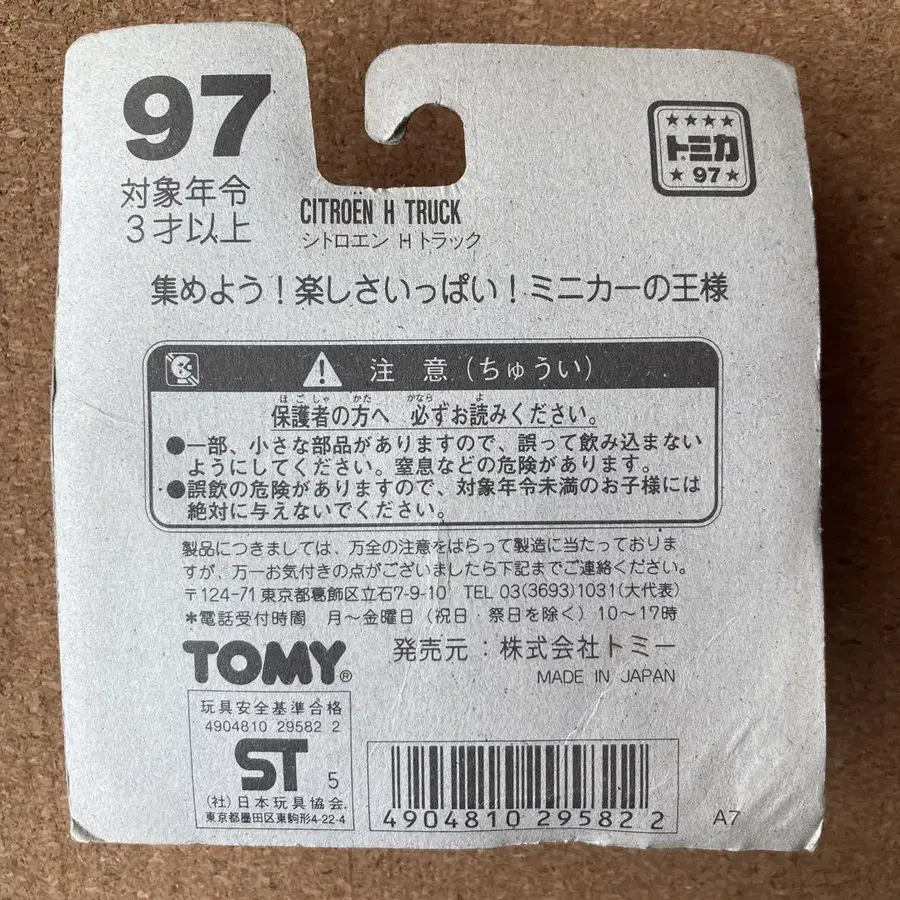 97
対象年令
3才以上
CITROËN H TRUCK
シトロエン H トラック
トミカ
97
集めよう！楽しさいっぱい！ミニカーの王様
注 意（ちゅうい）
ほごしゃ かた かなら よ
保護者の方へ 必ずお読みください。
●一部、小さな部品がありますので、誤って飲み込まない
ようにしてください。窒息などの危険があります。
●誤飲の危険がありますので、対象年令未満のお子様には
絶対に与えないでください。
製品につきましては、万全の注意をはらって製造に当たっておりま
すが、万一お気付きの点がございましたら下記までご連絡ください。
〒124-71 東京都葛飾区立石7-9-10 TEL 03(3693)1031(大代表)
＊電話受付時間 月〜金曜日（祝日・祭日を除く）10〜17時
TOMY®
発売元：株式会社トミー
MADE IN JAPAN
玩具安全基準合格
4904810 29582 2
ST 5
(社)日本玩具協会.
東京都墨田区東駒形4-22-4
4904810 295822
A7